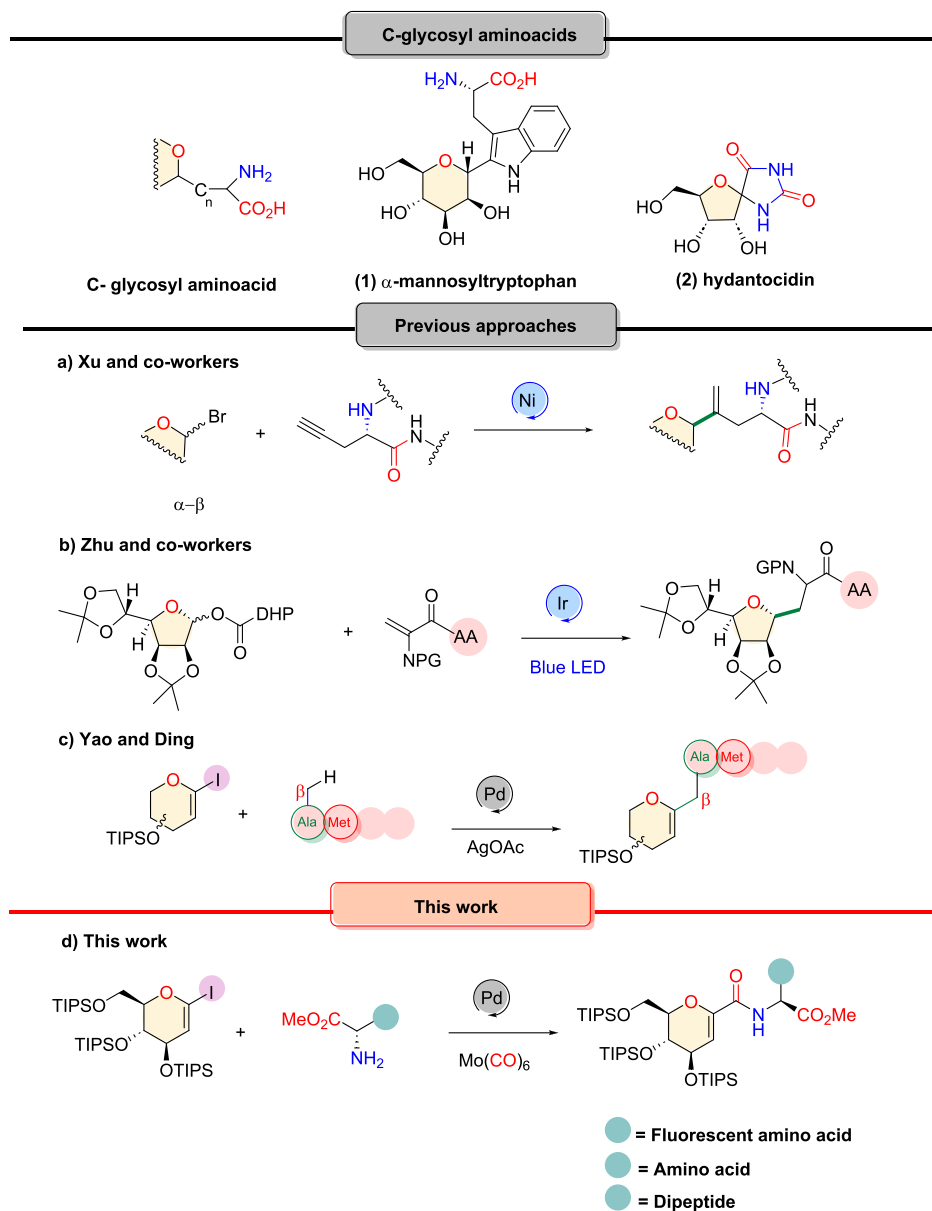 C-glycosyl aminoacids
H₂N CO₂H
O
NH₂
C
n
CO₂H
H
O
HO
NH
HO
HO
OH
O
NH
O
O
N
H
HO
HO
OH
C- glycosyl aminoacid
(1) α-mannosyltryptophan
(2) hydantocidin
Previous approaches
a) Xu and co-workers
O
Br
+
HN
H
N
O
Ni
O
HN
H
N
O
α−β
b) Zhu and co-workers
O
O
H
O
O
DHP
O
H
O
O
+
O
AA
NPG
Ir
Blue LED
GPN
O
AA
O
O
H
O
H
O
O
c) Yao and Ding
O
I
TIPSO
+
H
β
Ala
Met
Pd
AgOAc
Ala
Met
β
O
TIPSO
This work
d) This work
TIPSO
O
I
TIPSO
OTIPS
+
MeO₂C
NH₂
Pd
Mo(CO)₆
TIPSO
O
O
N
H
CO₂Me
TIPSO
OTIPS
= Fluorescent amino acid
= Amino acid
= Dipeptide